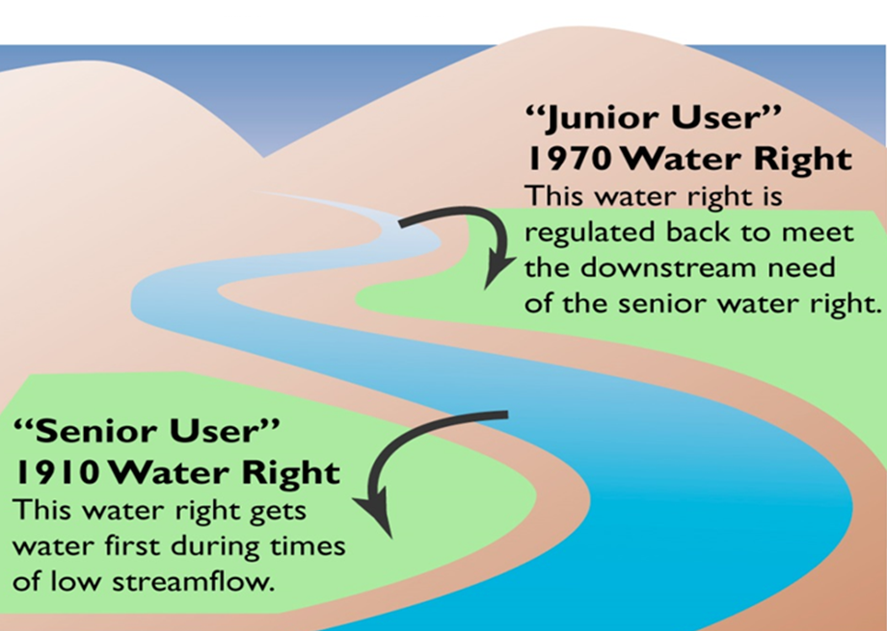 “Junior User”
1970 Water Right
This water right is
regulated back to meet
the downstream need
of the senior water right.
“Senior User”
1910 Water Right
This water right gets
water first during times
of low streamflow.